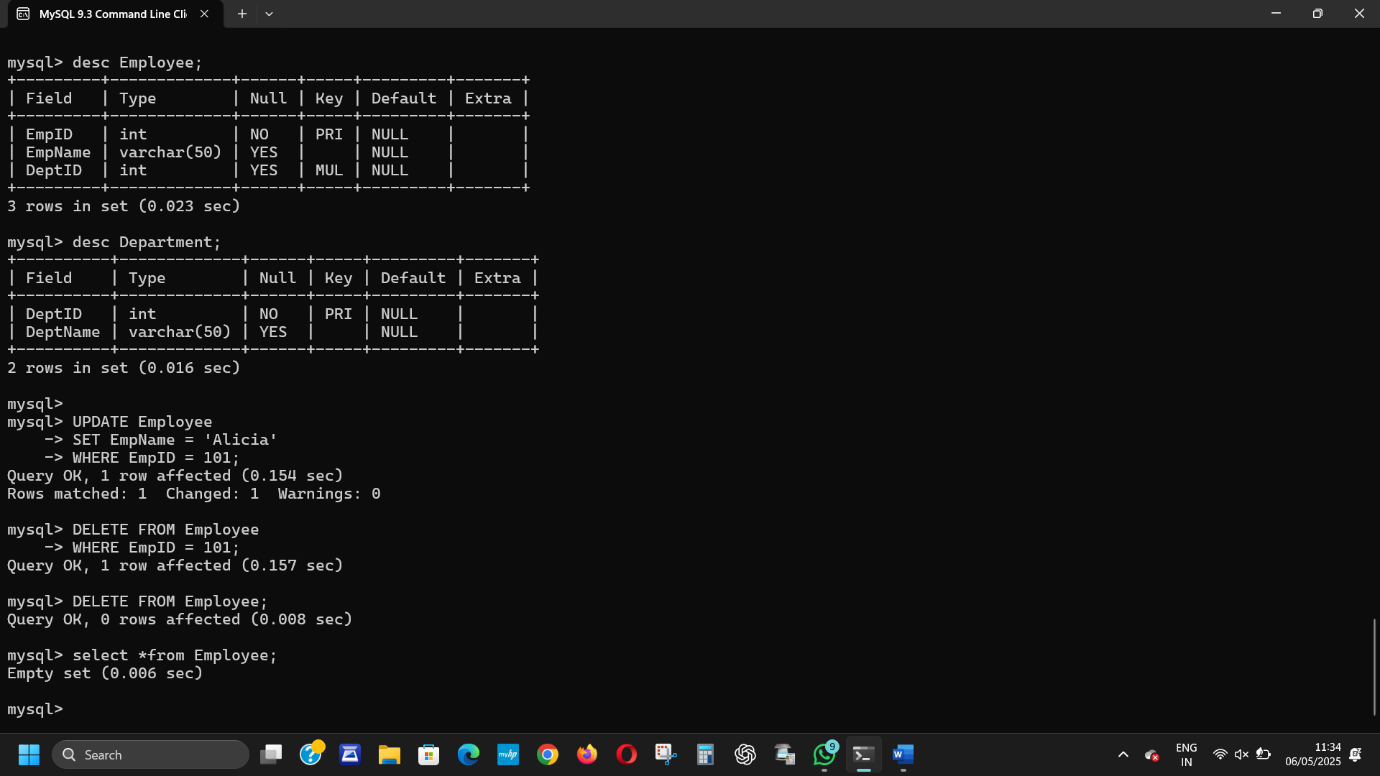 MySQL 9.3 Command Line Cli
mysql> desc Employee;
+---------+-------------+------+-----+---------+-------+
| Field   | Type        | Null | Key | Default | Extra |
+---------+-------------+------+-----+---------+-------+
| EmpID   | int         | NO   | PRI | NULL    |       |
| EmpName | varchar(50) | YES  |     | NULL    |       |
| DeptID  | int         | YES  | MUL | NULL    |       |
+---------+-------------+------+-----+---------+-------+
3 rows in set (0.023 sec)
mysql> desc Department;
+----------+-------------+------+-----+---------+-------+
| Field    | Type        | Null | Key | Default | Extra |
+----------+-------------+------+-----+---------+-------+
| DeptID   | int         | NO   | PRI | NULL    |       |
| DeptName | varchar(50) | YES  |     | NULL    |       |
+----------+-------------+------+-----+---------+-------+
2 rows in set (0.016 sec)
mysql>
mysql> UPDATE Employee
    -> SET EmpName = 'Alicia'
    -> WHERE EmpID = 101;
Query OK, 1 row affected (0.154 sec)
Rows matched: 1  Changed: 1  Warnings: 0
mysql> DELETE FROM Employee
    -> WHERE EmpID = 101;
Query OK, 1 row affected (0.157 sec)
mysql> DELETE FROM Employee;
Query OK, 0 rows affected (0.008 sec)
mysql> select *from Employee;
Empty set (0.006 sec)
mysql>
Search
myhp
9
W
ENG
IN
11:34
06/05/2025